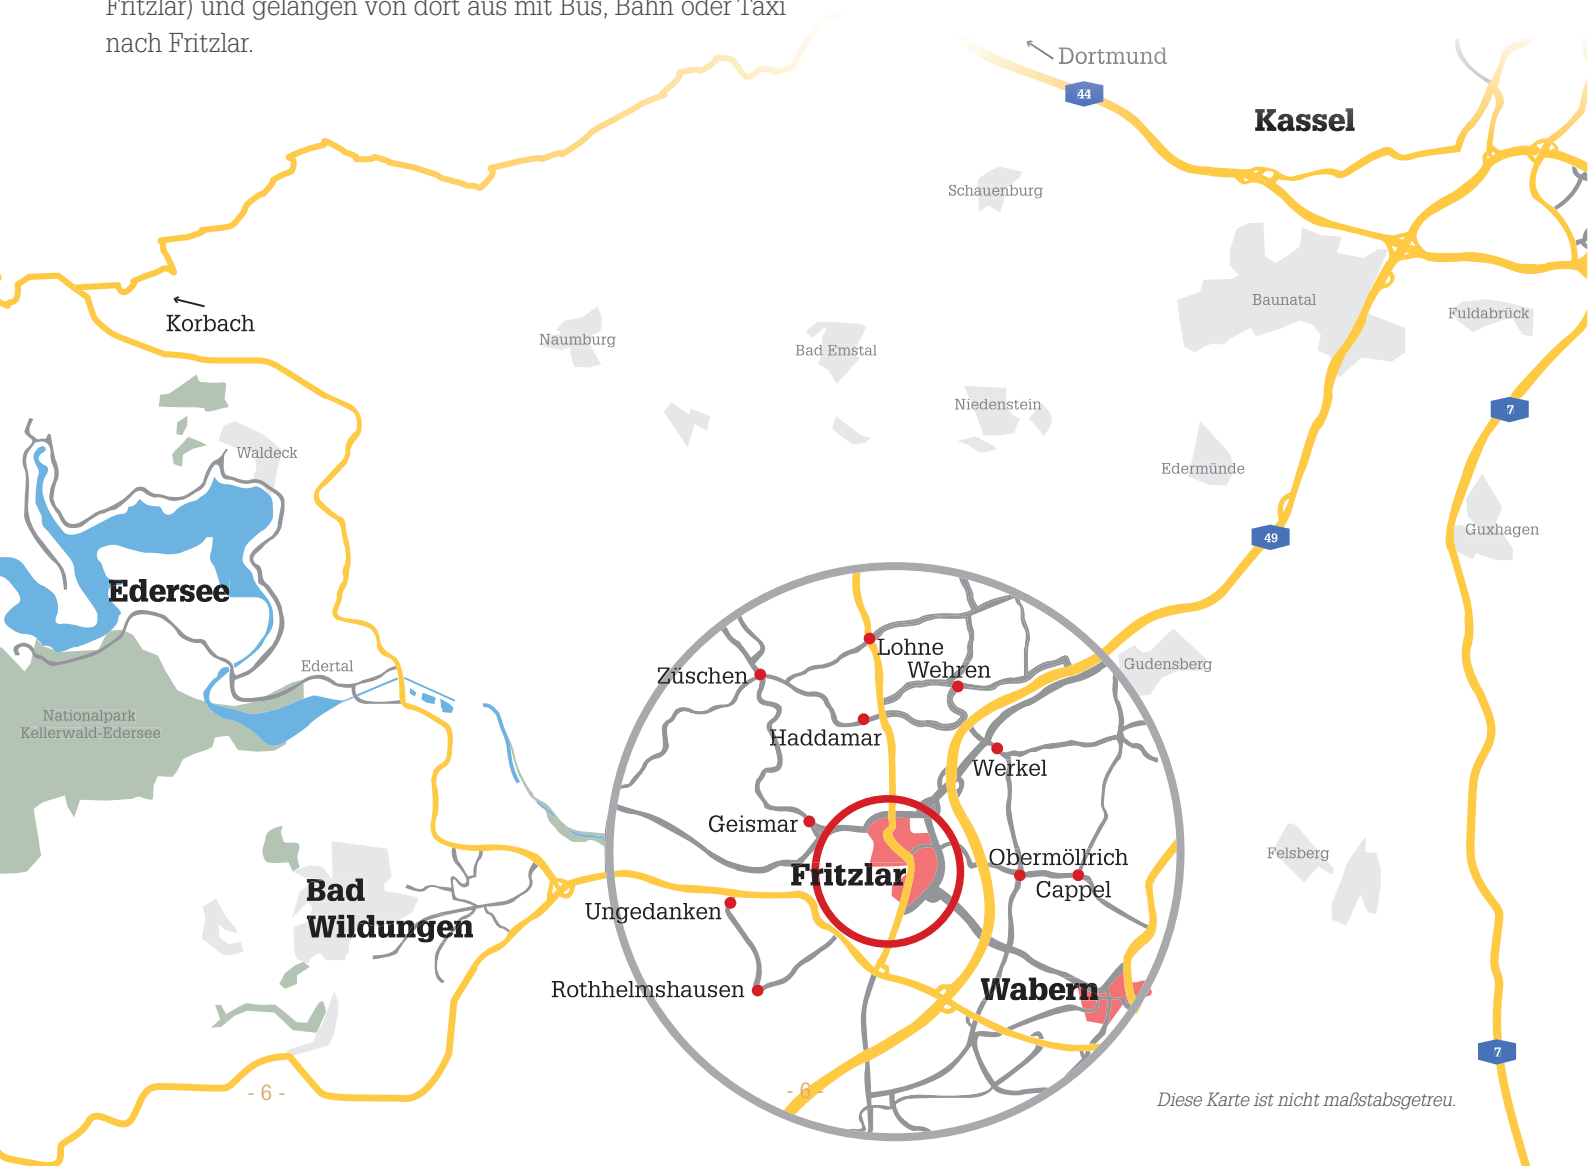 Fritzlar) und gelangen von dort aus mit Bus, Bahn oder Taxi
nach Fritzlar.
Dortmund
44
Kassel
Schauenburg
Baunatal
Fuldabrück
Korbach
Naumburg
Bad Emstal
Niedenstein
7
Waldeck
Edermünde
Guxhagen
49
Edersee
Edertal
Gudensberg
Nationalpark
Kellerwald-Edersee
Lohne
Wehren
Züschen
Haddamar
Werkel
Geismar
Obermöllrich
Felsberg
Fritzlar
Cappel
Bad
Wildungen
Ungedanken
Rothhelmshausen
Wabern
7
- 6 -
- 6 -
Diese Karte ist nicht maßstabsgetreu.